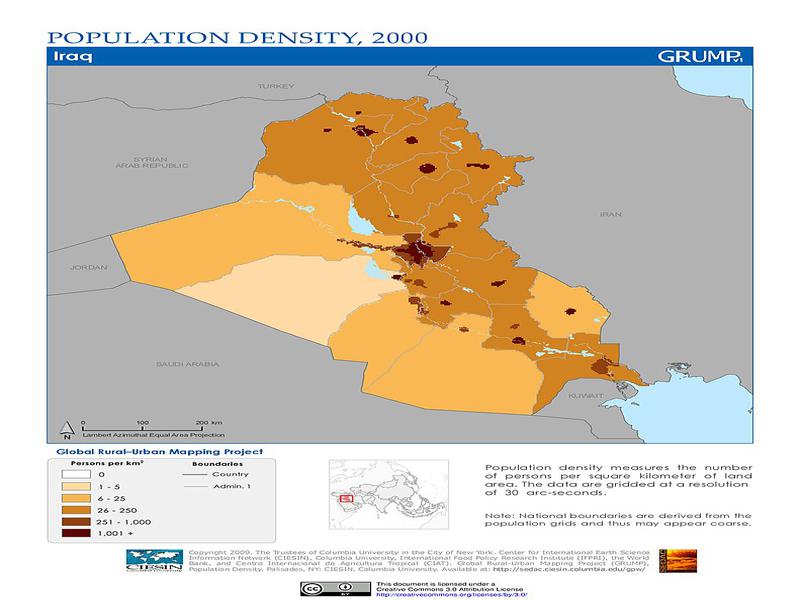 POPULATION DENSITY, 2000
Iraq
GRUMPv1
TURKEY
SYRIAN
ARAB REPUBLIC
IRAN
JORDAN
SAUDI ARABIA
KUWAIT
N
0 100 200 km
Lambert Azimuthal Equal Area Projection
Global Rural-Urban Mapping Project
Persons per km²
0
1 - 5
6 - 25
26 - 250
251 - 1,000
1,001 +
Boundaries
Country
Admin. 1
Population density measures the number
of persons per square kilometer of land
area. The data are gridded at a resolution
of 30 arc-seconds.
Note: National boundaries are derived from the
population grids and thus may appear coarse.
CIESIN
Copyright 2009. The Trustees of Columbia University in the City of New York. Center for International Earth Science
Information Network (CIESIN), Columbia University, International Food Policy Research Institute (IFPRI), the World
Bank, and Centro Internacional de Agricultura Tropical (CIAT). Global Rural-Urban Mapping Project (GRUMP),
Population Density. Palisades, NY: CIESIN, Columbia University. Available at: http://sedac.ciesin.columbia.edu/gpw/
cc
BY
This document is licensed under a
Creative Commons 3.0 Attribution License
http://creativecommons.org/licenses/by/3.0/